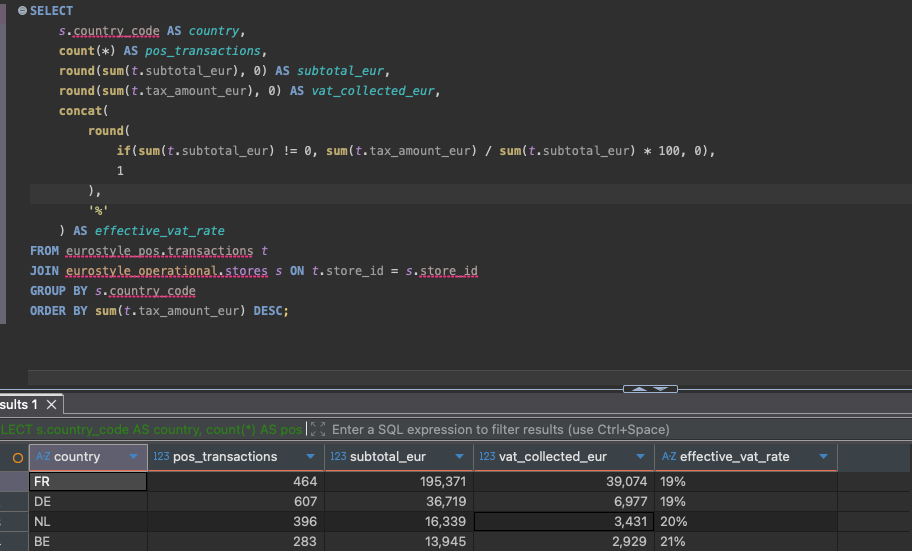 SELECT
s.country_code AS country,
count(*) AS pos_transactions,
round(sum(t.subtotal_eur), 0) AS subtotal_eur,
round(sum(t.tax_amount_eur), 0) AS vat_collected_eur,
concat(
round(
if(sum(t.subtotal_eur) != 0, sum(t.tax_amount_eur) / sum(t.subtotal_eur) * 100, 0),
1
),
'%'
) AS effective_vat_rate
FROM eurostyle_pos.transactions t
JOIN eurostyle_operational.stores s ON t.store_id = s.store_id
GROUP BY s.country_code
ORDER BY sum(t.tax_amount_eur) DESC;
sults 1
LECT s.country_code AS country, count(*) AS pos Enter a SQL expression to filter results (use Ctrl+Space)
A-Z country 123 pos_transactions 123 subtotal_eur 123 vat_collected_eur A-Z effective_vat_rate
FR 464 195,371 39,074 19%
DE 607 36,719 6,977 19%
NL 396 16,339 3,431 20%
BE 283 13,945 2,929 21%